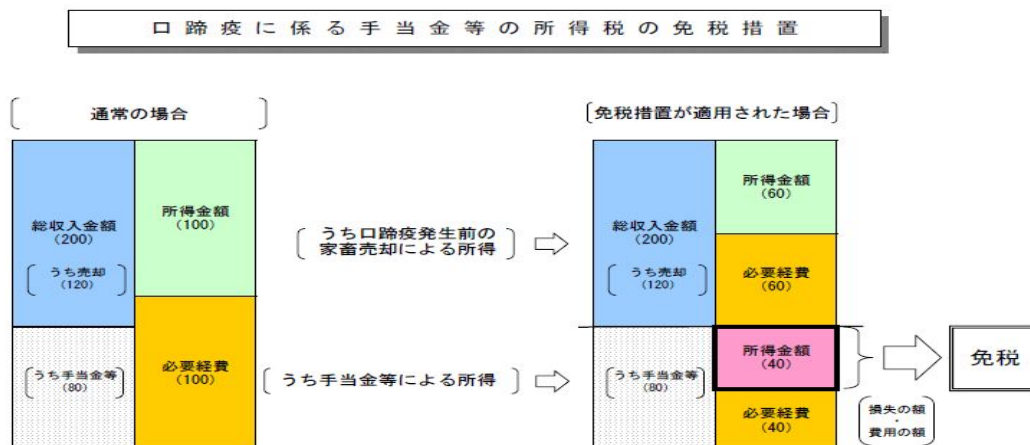 口蹄疫に係る手当金等の所得税の免税措置
通常の場合
総収入金額
(200)
うち売却
(120)
うち手当金等
(80)
所得金額
(100)
必要経費
(100)
うち口蹄疫発生前の
家畜売却による所得
うち手当金等による所得
免税措置が適用された場合
総収入金額
(200)
うち売却
(120)
うち手当金等
(80)
所得金額
(60)
必要経費
(60)
所得金額
(40)
必要経費
(40)
損失の額
・
費用の額
免税